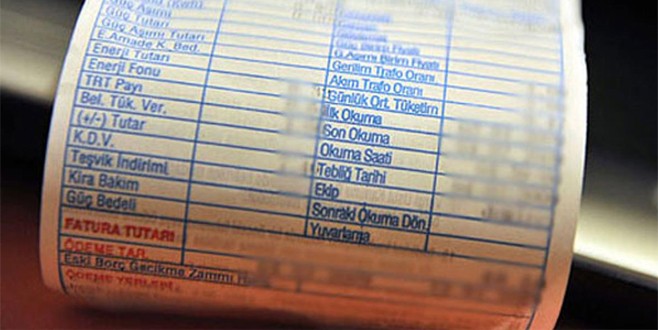 Güç Aşımı
Güç Tutarı
Güç Aşımı Tutarı
E.Amade K. Bed.
Enerji Tutarı
Enerji Fonu
TRT Payı
Bel. Tük. Ver.
(+/-) Tutar
K.D.V.
Teşvik İndirimi
Kira Bakım
Güç Bedeli
FATURA TUTARI
ÖDEME TAR.
Eski Borç Gecikme Zammı
ÖDEME YERLERİ
Güç Birim Fiyatı
G.Aşımı Birim Fiyatı
Gerilim Trafo Oranı
Akım Trafo Oranı
Günlük Ort. Tüketim
İlk Okuma
Son Okuma
Okuma Saati
Tebliğ Tarihi
Ekip
Sonraki Okuma Dön.
Yuvarlama